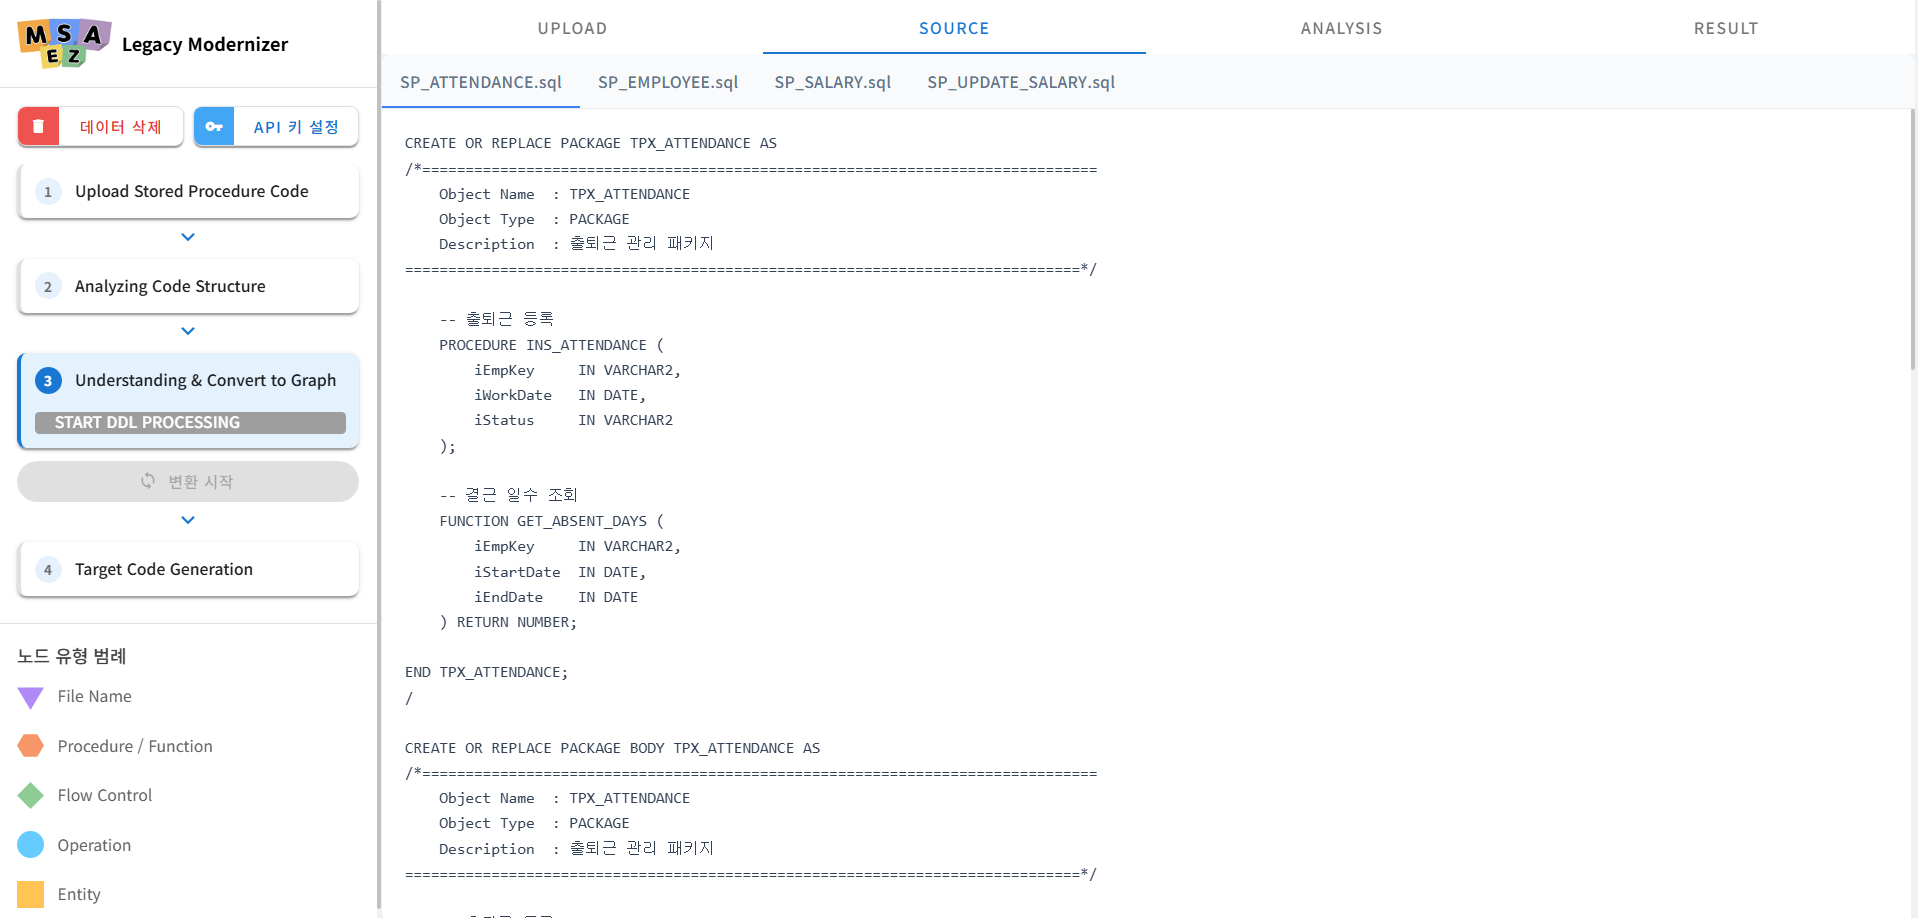 MSA
EZ
Legacy Modernizer
데이터 삭제
API 키 설정
1 Upload Stored Procedure Code
2 Analyzing Code Structure
3 Understanding & Convert to Graph
START DDL PROCESSING
변환 시작
4 Target Code Generation
노드 유형 범례
File Name
Procedure / Function
Flow Control
Operation
Entity
UPLOAD
SOURCE
ANALYSIS
RESULT
SP_ATTENDANCE.sql
SP_EMPLOYEE.sql
SP_SALARY.sql
SP_UPDATE_SALARY.sql
CREATE OR REPLACE PACKAGE TPX_ATTENDANCE AS
/*==============================================================================
    Object Name  : TPX_ATTENDANCE
    Object Type  : PACKAGE
    Description  : 출퇴근 관리 패키지
==============================================================================*/
    -- 출퇴근 등록
    PROCEDURE INS_ATTENDANCE (
        iEmpKey     IN VARCHAR2,
        iWorkDate   IN DATE,
        iStatus     IN VARCHAR2
    );
    -- 결근 일수 조회
    FUNCTION GET_ABSENT_DAYS (
        iEmpKey     IN VARCHAR2,
        iStartDate  IN DATE,
        iEndDate    IN DATE
    ) RETURN NUMBER;
END TPX_ATTENDANCE;
/
CREATE OR REPLACE PACKAGE BODY TPX_ATTENDANCE AS
/*==============================================================================
    Object Name  : TPX_ATTENDANCE
    Object Type  : PACKAGE
    Description  : 출퇴근 관리 패키지
==============================================================================*/